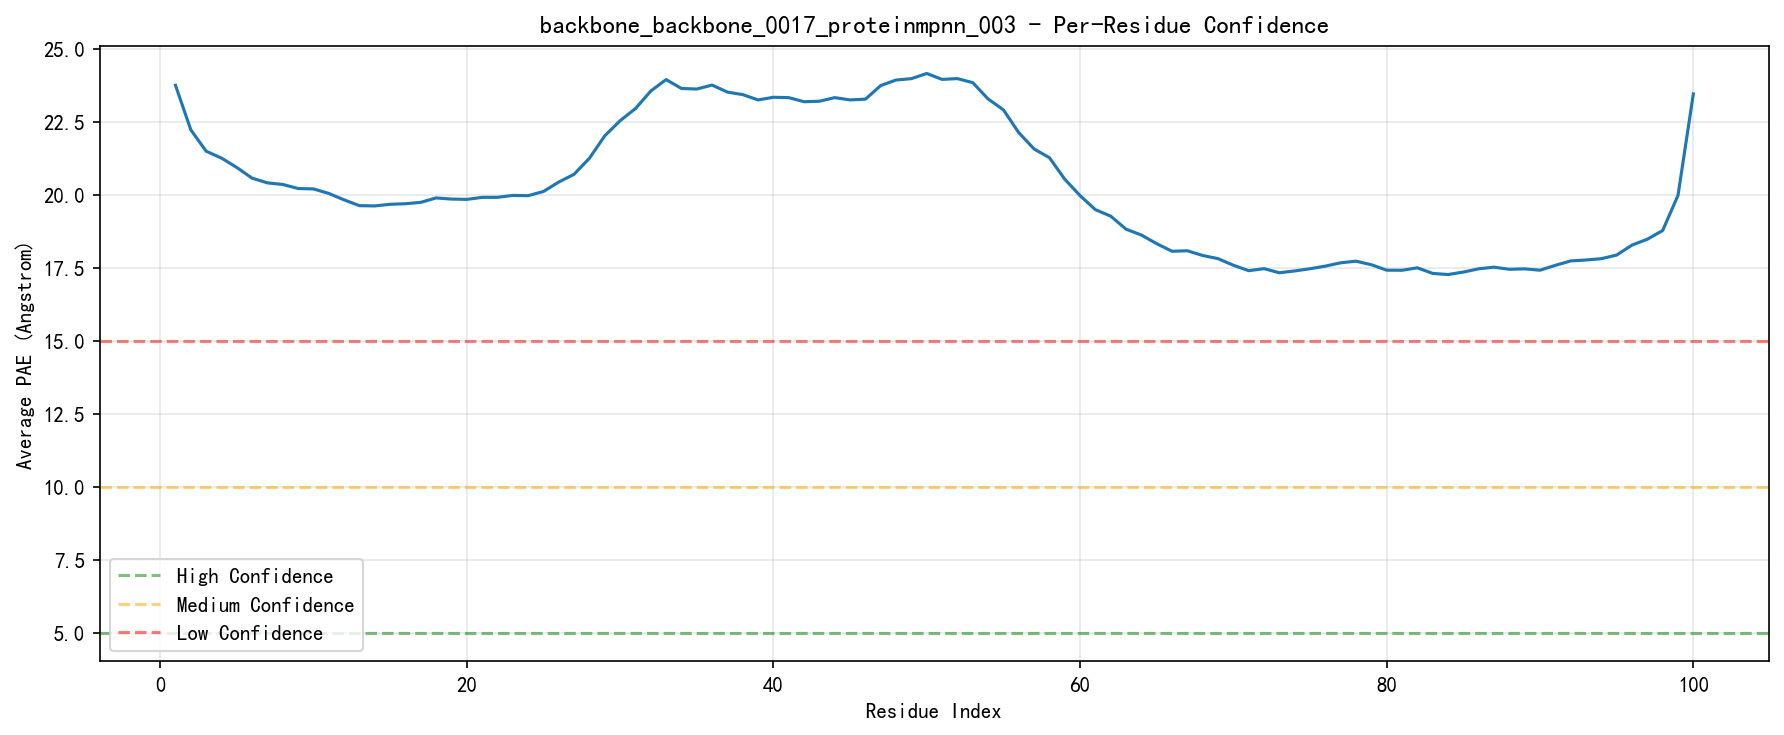 backbone_backbone_0017_proteinmpnn_003 - Per-Residue Confidence
25.0
22.5
20.0
17.5
15.0
12.5
10.0
7.5
5.0
Average PAE (Angstrom)
High Confidence
Medium Confidence
Low Confidence
0 20 40 60 80 100
Residue Index